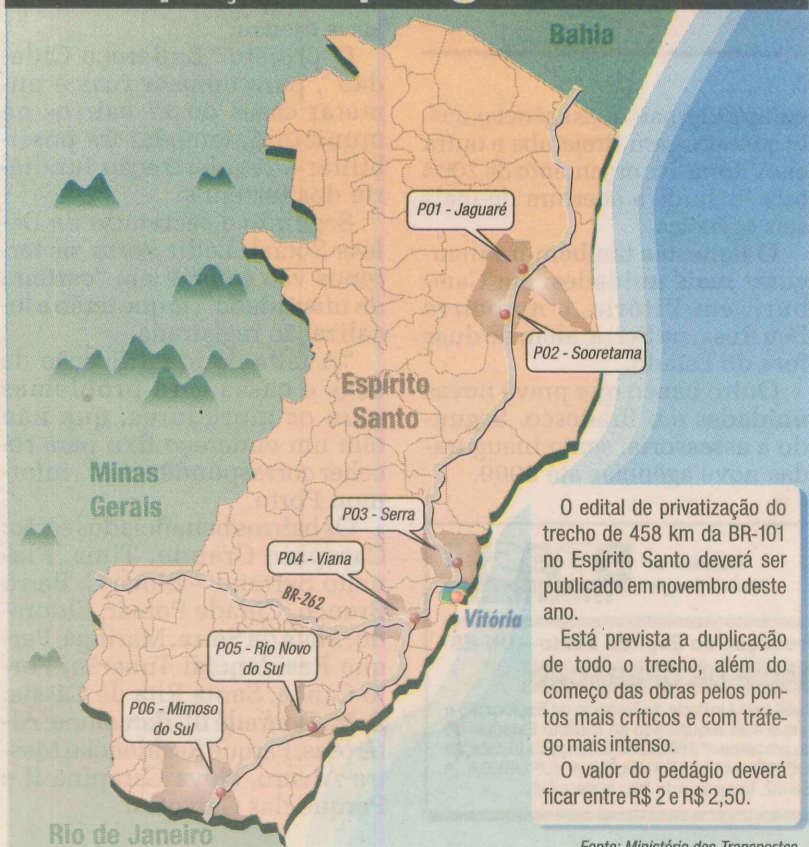 Bahia
P01 - Jaguaré
P02 - Sooretama
Espírito
Santo
Minas
Gerais
P03 - Serra
P04 - Viana
BR-262
Vitória
P05 - Rio Novo
do Sul
P06 - Mimoso
do Sul
Rio de Janeiro
O edital de privatização do
trecho de 458 km da BR-101
no Espírito Santo deverá ser
publicado em novembro deste
ano.
Está prevista a duplicação
de todo o trecho, além do
começo das obras pelos pon-
tos mais críticos e com tráfe-
go mais intenso.
O valor do pedágio deverá
ficar entre R$ 2 e R$ 2,50.
Fonte: Ministério dos Transportes